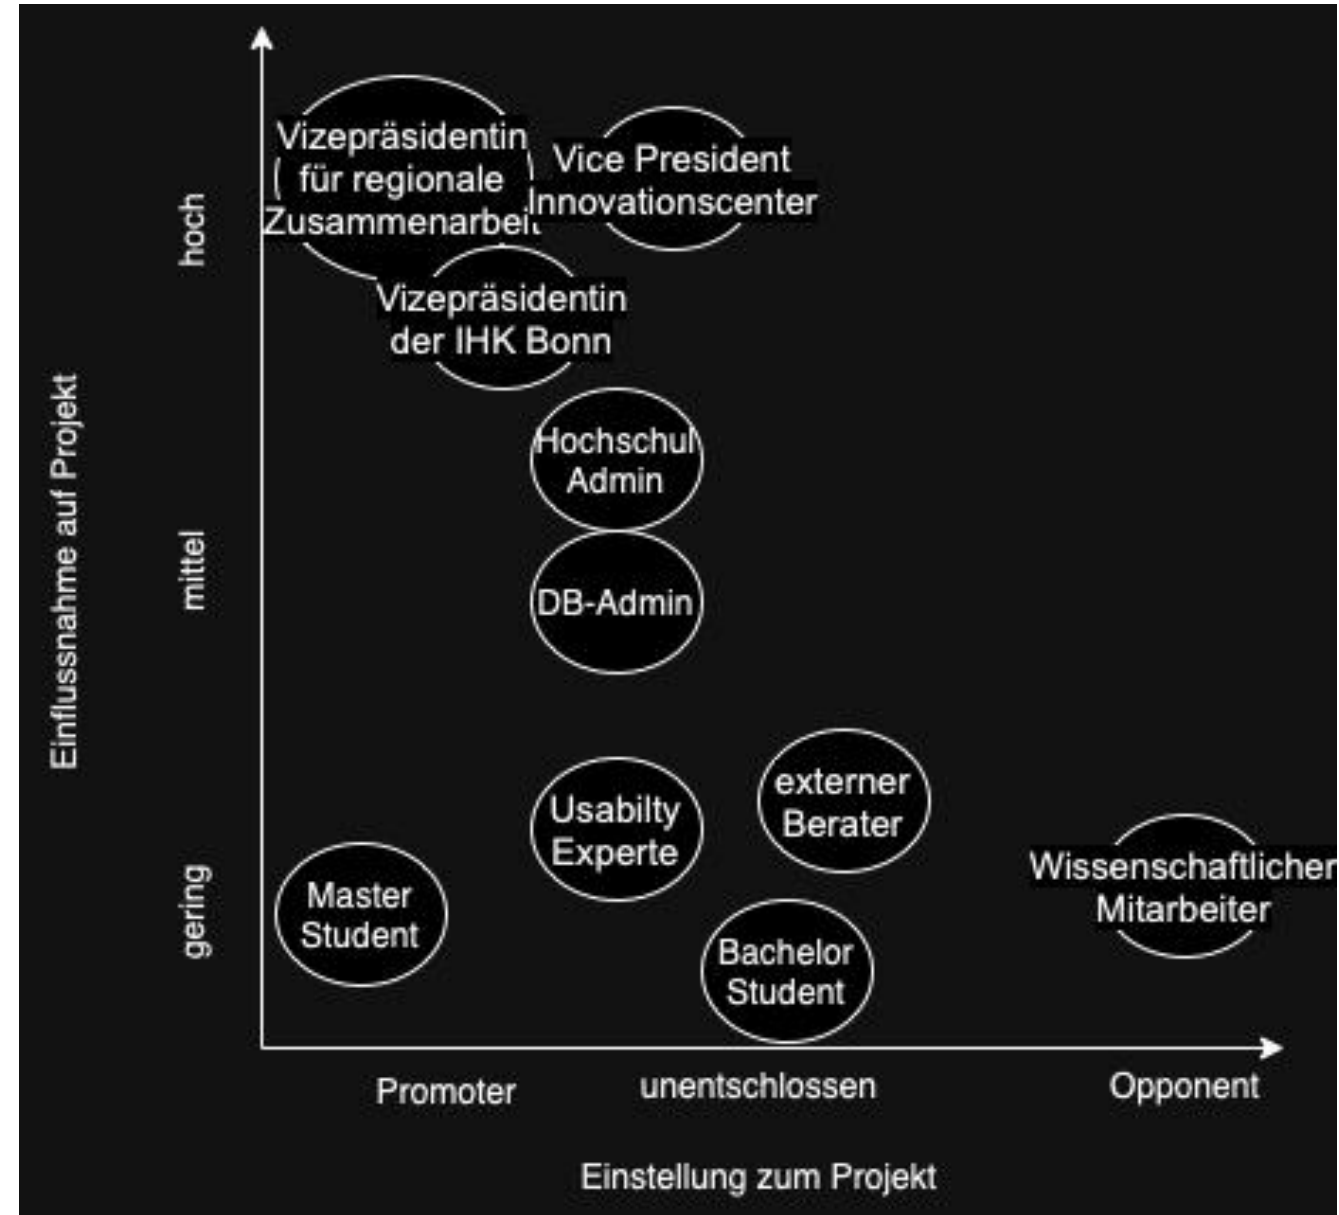 Vizepräsidentin
für regionale
Zusammenarbeit
Vice President
Innovationscenter
hoch
Vizepräsidentin
der IHK Bonn
Einflussnahme auf Projekt
Hochschul
Admin
mittel
DB-Admin
externer
Berater
Usabilty
Experte
Wissenschaftlicher
Mitarbeiter
gering
Master
Student
Bachelor
Student
Promoter
unentschlossen
Opponent
Einstellung zum Projekt